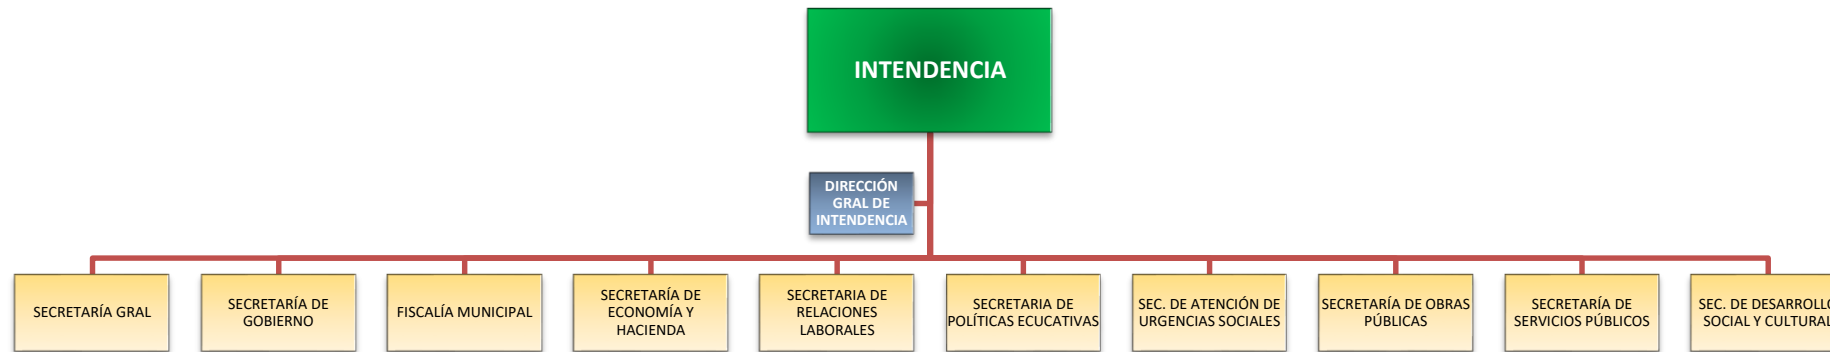 INTENDENCIA
DIRECCIÓN
GRAL DE
INTENDENCIA
SECRETARÍA GRAL
SECRETARÍA DE
GOBIERNO
FISCALÍA MUNICIPAL
SECRETARÍA DE
ECONOMÍA Y
HACIENDA
SECRETARIA DE
RELACIONES
LABORALES
SECRETARIA DE
POLÍTICAS ECUCATIVAS
SEC. DE ATENCIÓN DE
URGENCIAS SOCIALES
SECRETARÍA DE OBRAS
PÚBLICAS
SECRETARÍA DE
SERVICIOS PÚBLICOS
SEC. DE DESARROLLO
SOCIAL Y CULTURAL